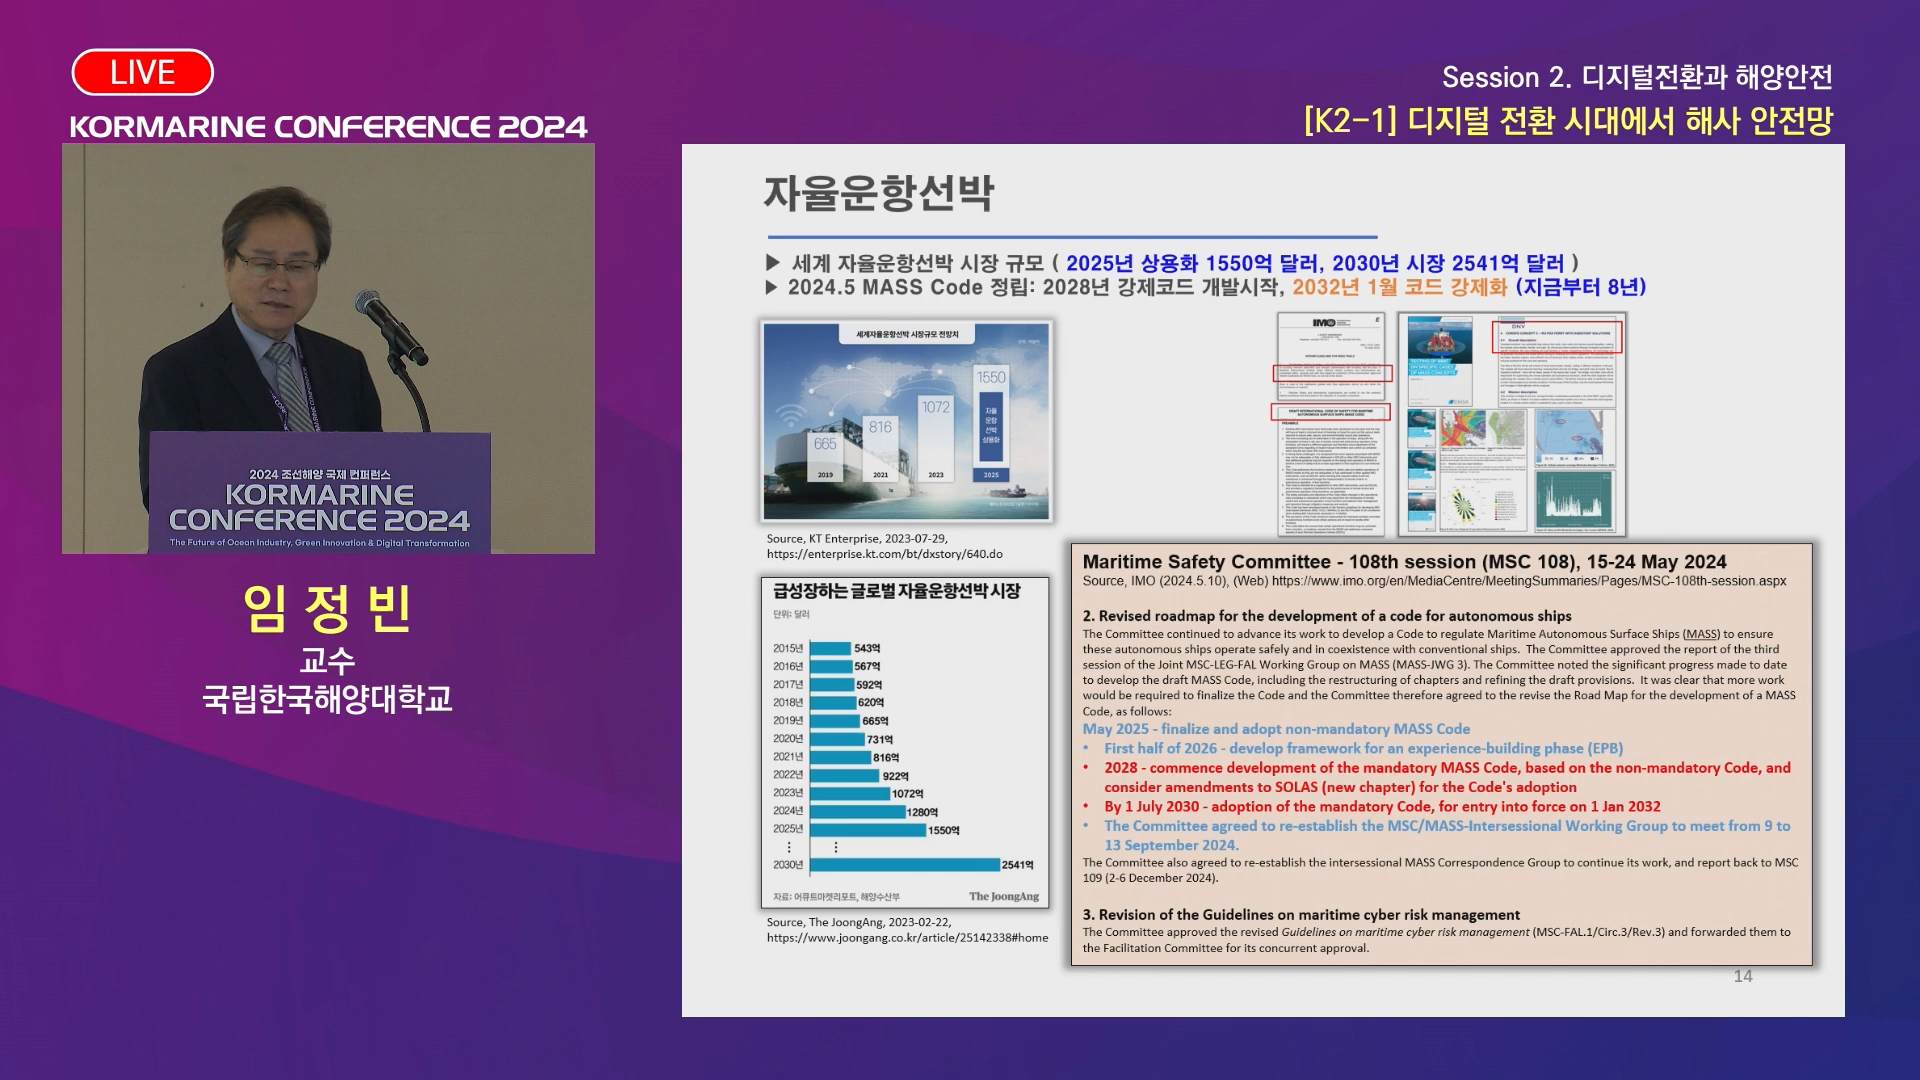 LIVE
KORMARINE CONFERENCE 2024
Session 2. 디지털전환과 해양안전
[K2-1] 디지털 전환 시대에서 해사 안전망
2024 조선해양 국제 컨퍼런스
KORMARINE
CONFERENCE 2024
The Future of Ocean Industry, Green Innovation & Digital Transformation
임정빈
교수
국립한국해양대학교
자율운항선박
▶ 세계 자율운항선박 시장 규모 ( 2025년 상용화 1550억 달러, 2030년 시장 2541억 달러 )
▶ 2024.5 MASS Code 정립: 2028년 강제코드 개발시작, 2032년 1월 코드 강제화 (지금부터 8년)
세계자율운항선박 시장규모 전망치
665
816
1072
1550
자율
운항
선박
상용화
2019
2021
2023
2025
Source, KT Enterprise, 2023-07-29,
https://enterprise.kt.com/bt/dxstory/640.do
급성장하는 글로벌 자율운항선박 시장
단위: 달러
2015년 543억
2016년 567억
2017년 592억
2018년 620억
2019년 665억
2020년 731억
2021년 816억
2022년 922억
2023년 1072억
2024년 1280억
2025년 1550억
⋮ ⋮
2030년 2541억
자료: 어큐트마켓리포트, 해양수산부 The JoongAng
Source, The JoongAng, 2023-02-22,
https://www.joongang.co.kr/article/25142338#home
IMO
DRAFT INTERNATIONAL CODE OF SAFETY FOR MARITIME
AUTONOMOUS SURFACE SHIPS (MASS CODE)
DNV
EMSA
Maritime Safety Committee - 108th session (MSC 108), 15-24 May 2024
Source, IMO (2024.5.10), (Web) https://www.imo.org/en/MediaCentre/MeetingSummaries/Pages/MSC-108th-session.aspx
2. Revised roadmap for the development of a code for autonomous ships
The Committee continued to advance its work to develop a Code to regulate Maritime Autonomous Surface Ships (MASS) to ensure
these autonomous ships operate safely and in coexistence with conventional ships. The Committee approved the report of the third
session of the Joint MSC-LEG-FAL Working Group on MASS (MASS-JWG 3). The Committee noted the significant progress made to date
to develop the draft MASS Code, including the restructuring of chapters and refining the draft provisions. It was clear that more work
would be required to finalize the Code and the Committee therefore agreed to the revise the Road Map for the development of a MASS
Code, as follows:
May 2025 - finalize and adopt non-mandatory MASS Code
• First half of 2026 - develop framework for an experience-building phase (EPB)
• 2028 - commence development of the mandatory MASS Code, based on the non-mandatory Code, and
consider amendments to SOLAS (new chapter) for the Code's adoption
• By 1 July 2030 - adoption of the mandatory Code, for entry into force on 1 Jan 2032
• The Committee agreed to re-establish the MSC/MASS-Intersessional Working Group to meet from 9 to
13 September 2024.
The Committee also agreed to re-establish the intersessional MASS Correspondence Group to continue its work, and report back to MSC
109 (2-6 December 2024).
3. Revision of the Guidelines on maritime cyber risk management
The Committee approved the revised Guidelines on maritime cyber risk management (MSC-FAL.1/Circ.3/Rev.3) and forwarded them to
the Facilitation Committee for its concurrent approval.
14